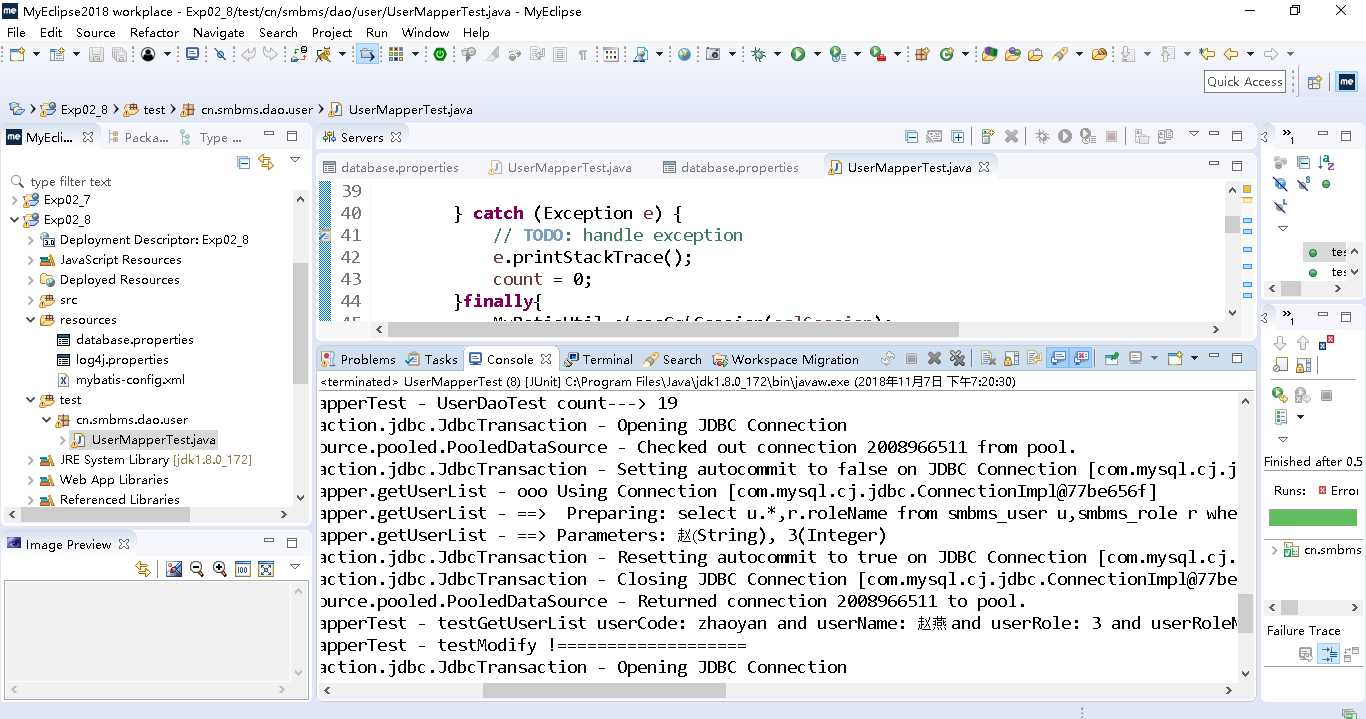 MyEclipse2018 workplace - Exp02_8/test/cn/smbms/dao/user/UserMapperTest.java - MyEclipse
File Edit Source Refactor Navigate Search Project Run Window Help
Quick Access
Exp02_8 test cn.smbms.dao.user UserMapperTest.java
MyEcli... Packa... Type ...
type filter text
Exp02_7
Exp02_8
Deployment Descriptor: Exp02_8
JavaScript Resources
Deployed Resources
src
resources
database.properties
log4j.properties
mybatis-config.xml
test
cn.smbms.dao.user
UserMapperTest.java
JRE System Library [jdk1.8.0_172]
Web App Libraries
Referenced Libraries
Image Preview
Servers
database.properties UserMapperTest.java database.properties UserMapperTest.java
39
40 } catch (Exception e) {
41 // TODO: handle exception
42 e.printStackTrace();
43 count = 0;
44 }finally{
45 MyBatisUtil.closeSqlSession(sqlSession);
Problems Tasks Console Terminal Search Workspace Migration
<terminated> UserMapperTest (8) [JUnit] C:\Program Files\Java\jdk1.8.0_172\bin\javaw.exe (2018年11月7日 下午7:20:30)
apperTest - UserDaoTest count---> 19
action.jdbc.JdbcTransaction - Opening JDBC Connection
ource.pooled.PooledDataSource - Checked out connection 2008966511 from pool.
action.jdbc.JdbcTransaction - Setting autocommit to false on JDBC Connection [com.mysql.cj.j
apper.getUserList - ooo Using Connection [com.mysql.cj.jdbc.ConnectionImpl@77be656f]
apper.getUserList - ==>  Preparing: select u.*,r.roleName from smbms_user u,smbms_role r whe
apper.getUserList - ==> Parameters: 赵(String), 3(Integer)
action.jdbc.JdbcTransaction - Resetting autocommit to true on JDBC Connection [com.mysql.cj.
action.jdbc.JdbcTransaction - Closing JDBC Connection [com.mysql.cj.jdbc.ConnectionImpl@77be
ource.pooled.PooledDataSource - Returned connection 2008966511 to pool.
apperTest - testGetUserList userCode: zhaoyan and userName: 赵燕 and userRole: 3 and userRoleN
apperTest - testModify !===================
action.jdbc.JdbcTransaction - Opening JDBC Connection
1
tes
tes
1
Finished after 0.5
Runs: Error
cn.smbms
Failure Trace